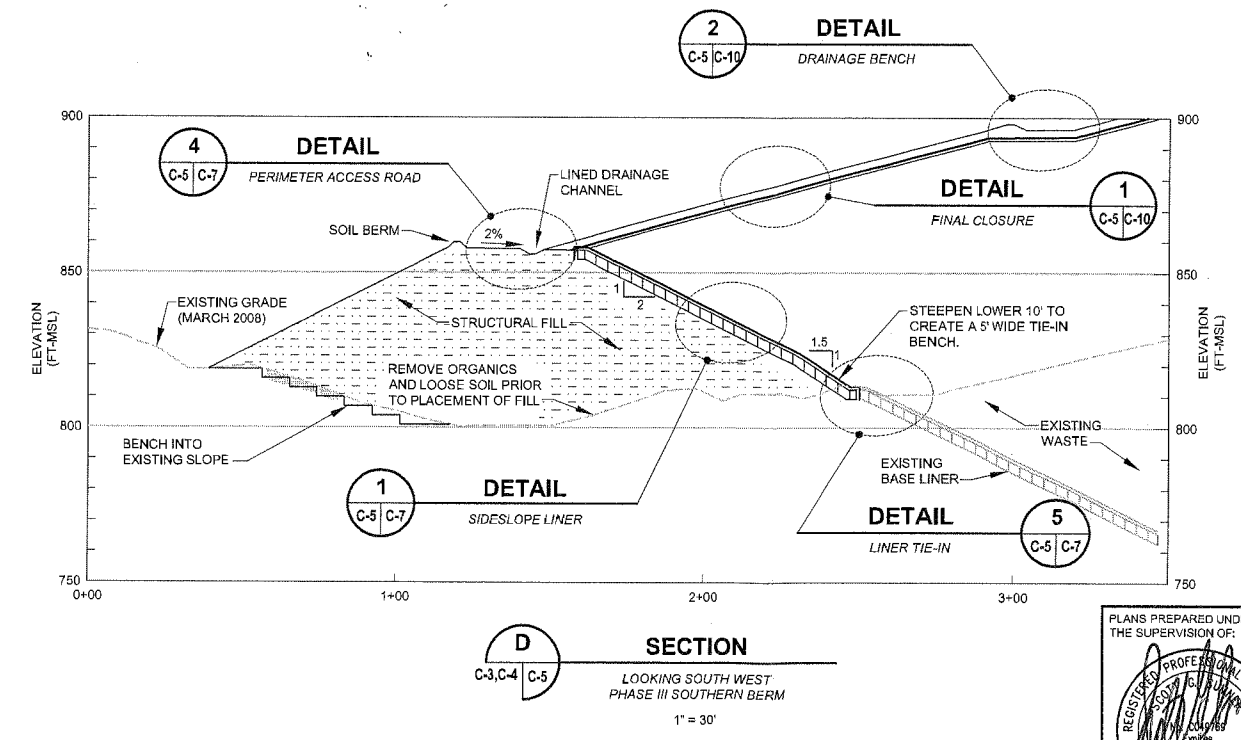 2
C-5 C-10
DETAIL
DRAINAGE BENCH
900
900
4
C-5 C-7
DETAIL
PERIMETER ACCESS ROAD
LINED DRAINAGE
CHANNEL
DETAIL
FINAL CLOSURE
1
C-5 C-10
SOIL BERM
2%
850
850
ELEVATION
(FT-MSL)
ELEVATION
(FT-MSL)
EXISTING GRADE
(MARCH 2008)
STRUCTURAL FILL
1
2
STEEPEN LOWER 10' TO
CREATE A 5' WIDE TIE-IN
BENCH.
1.5
1
REMOVE ORGANICS
AND LOOSE SOIL PRIOR
TO PLACEMENT OF FILL
800
800
BENCH INTO
EXISTING SLOPE
EXISTING
WASTE
EXISTING
BASE LINER
1
C-5 C-7
DETAIL
SIDESLOPE LINER
DETAIL
LINER TIE-IN
5
C-5 C-7
750
750
0+00
1+00
2+00
3+00
D
C-3,C-4 C-5
SECTION
LOOKING SOUTH WEST
PHASE III SOUTHERN BERM
1" = 30'
PLANS PREPARED UND
THE SUPERVISION OF:
REGISTERED PROFESSIONAL